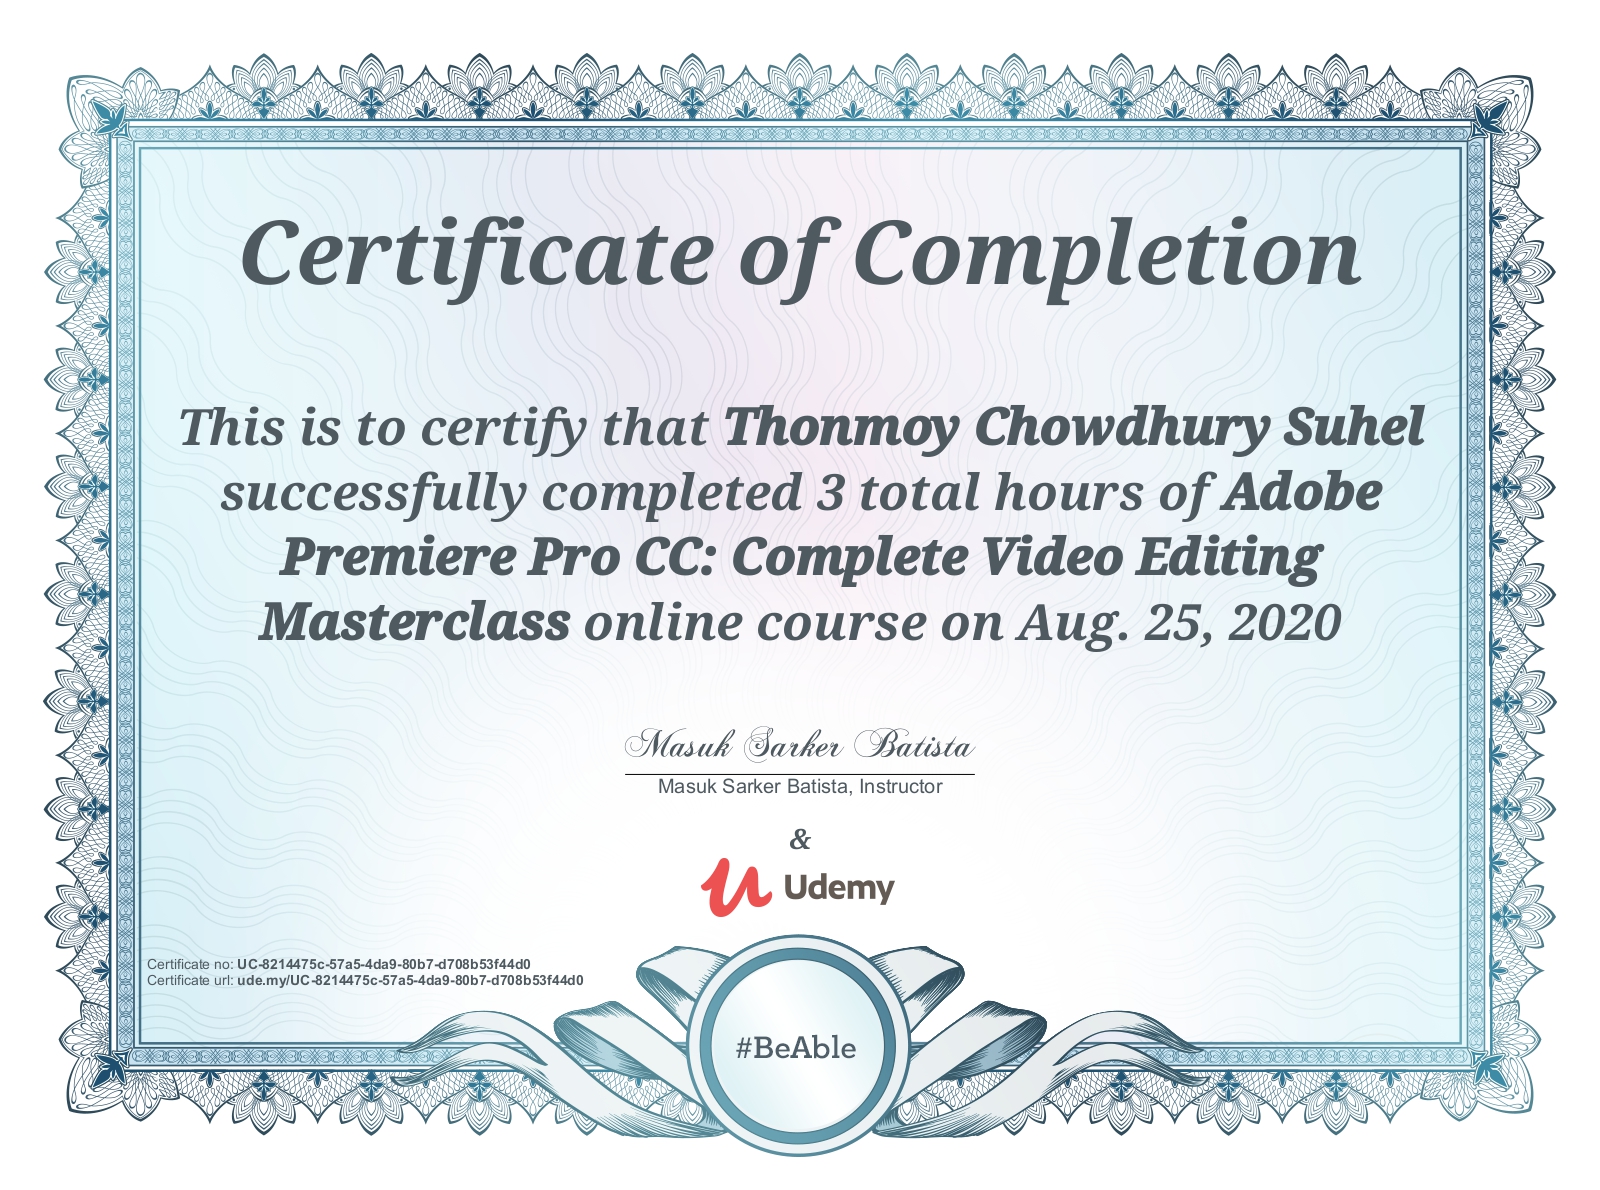 Certificate of Completion
This is to certify that Thonmoy Chowdhury Suhel
successfully completed 3 total hours of Adobe
Premiere Pro CC: Complete Video Editing
Masterclass online course on Aug. 25, 2020
Masuk Sarker Batista
Masuk Sarker Batista, Instructor
&
Udemy
Certificate no: UC-8214475c-57a5-4da9-80b7-d708b53f44d0
Certificate url: ude.my/UC-8214475c-57a5-4da9-80b7-d708b53f44d0
#BeAble